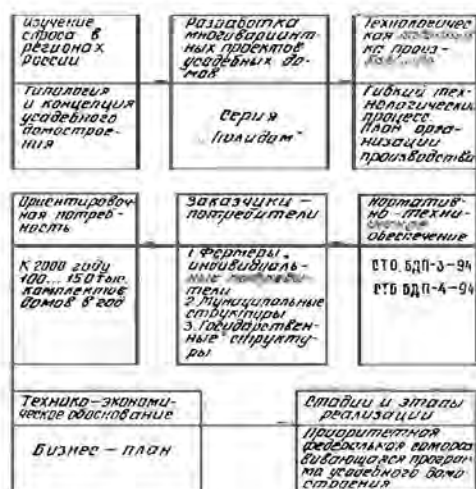 Изучение
спроса в
регионах
России
Типология
и концепция
усадебного
домострое-
ния
Разработка
многовариант-
ных проектов
усадебных до-
мов
Серия
"Полидом"
Технологичес-
кая
ка произ-
Гибкий тех-
нологический
процесс.
План орга-
низации
производства
Ориентировоч-
ная потреб-
ность
К 2000 году
100...150 тыс.
комплектов
домов в год
Заказчики —
потребители
1. Фермеры,
индивидуаль-
ные
тели
2. Муниципальные
структуры
3. Государствен-
ные структу-
ры
Норматив-
но-техни-
ческое
обеспечение
СТО БДП-3-94
СТО БДП-4-94
Технико-экономи-
ческое обоснование
Бизнес — план
Стадии и этапы
реализации
Приоритетная
федеральная
вивающаяся програм-
ма усадебного домо-
строения